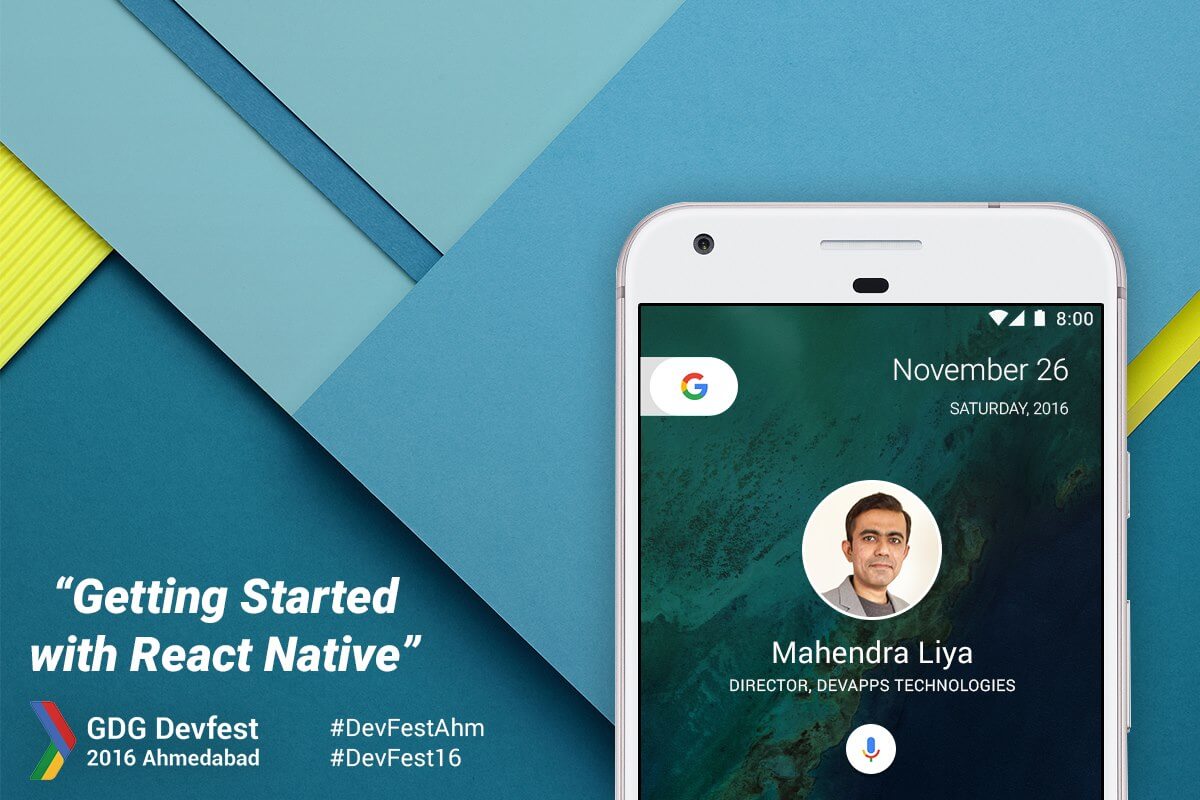 “Getting Started
with React Native”
GDG Devfest
2016 Ahmedabad
#DevFestAhm
#DevFest16
8:00
November 26
SATURDAY, 2016
Mahendra Liya
DIRECTOR, DEVAPPS TECHNOLOGIES